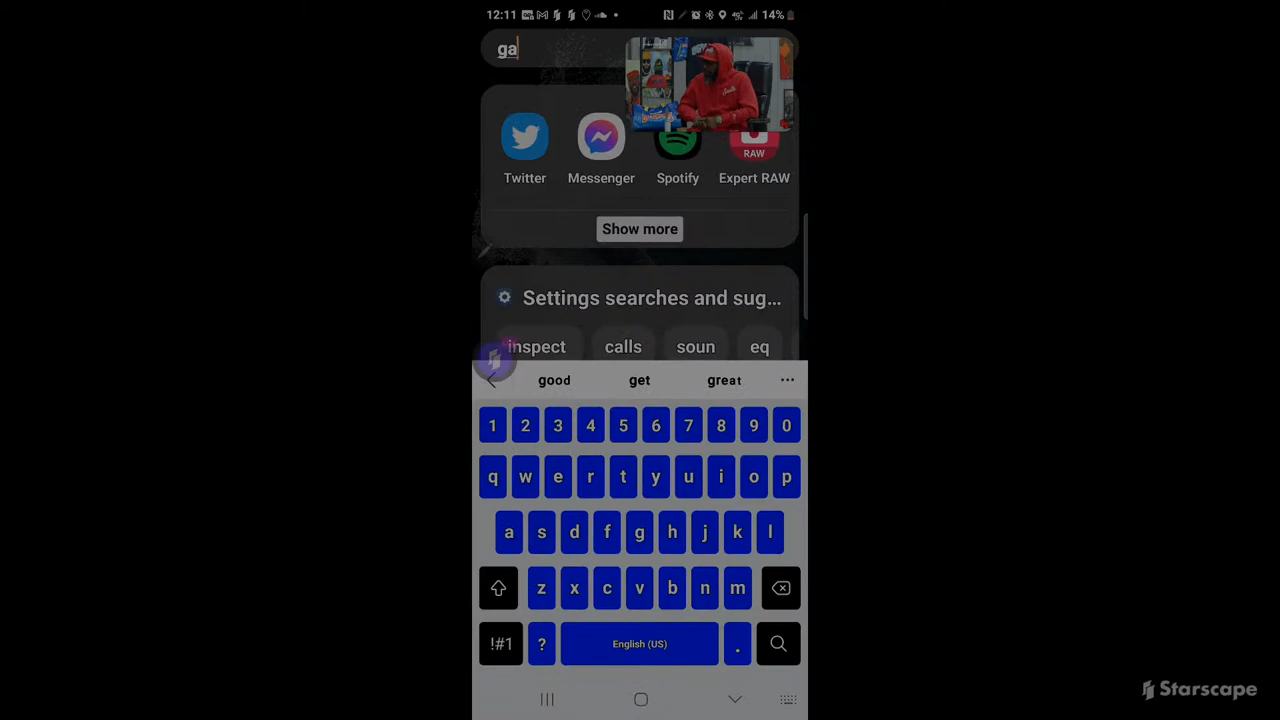 12:11 14%
ga
RAW
Twitter Messenger Spotify Expert RAW
Show more
Settings searches and sug...
inspect calls soun eq
good get great ...
1 2 3 4 5 6 7 8 9 0
q w e r t y u i o p
a s d f g h j k l
z x c v b n m
!#1 ? English (US) .
Starscape